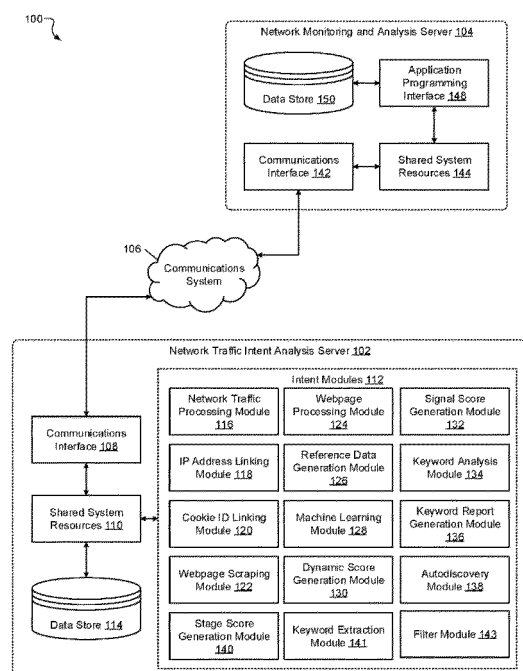 100
Network Monitoring and Analysis Server 104
Data Store 150
Application
Programming
Interface 148
Communications
Interface 142
Shared System
Resources 144
106
Communications
System
Network Traffic Intent Analysis Server 102
Intent Modules 112
Communications
Interface 108
Shared System
Resources 110
Data Store 114
Network Traffic
Processing Module
116
Webpage
Processing Module
124
Signal Score
Generation Module
132
IP Address Linking
Module 118
Reference Data
Generation Module
126
Keyword Analysis
Module 134
Cookie ID Linking
Module 120
Machine Learning
Module 128
Keyword Report
Generation Module
136
Webpage Scraping
Module 122
Dynamic Score
Generation Module
130
Autodiscovery
Module 138
Stage Score
Generation Module
140
Keyword Extraction
Module 141
Filter Module 143